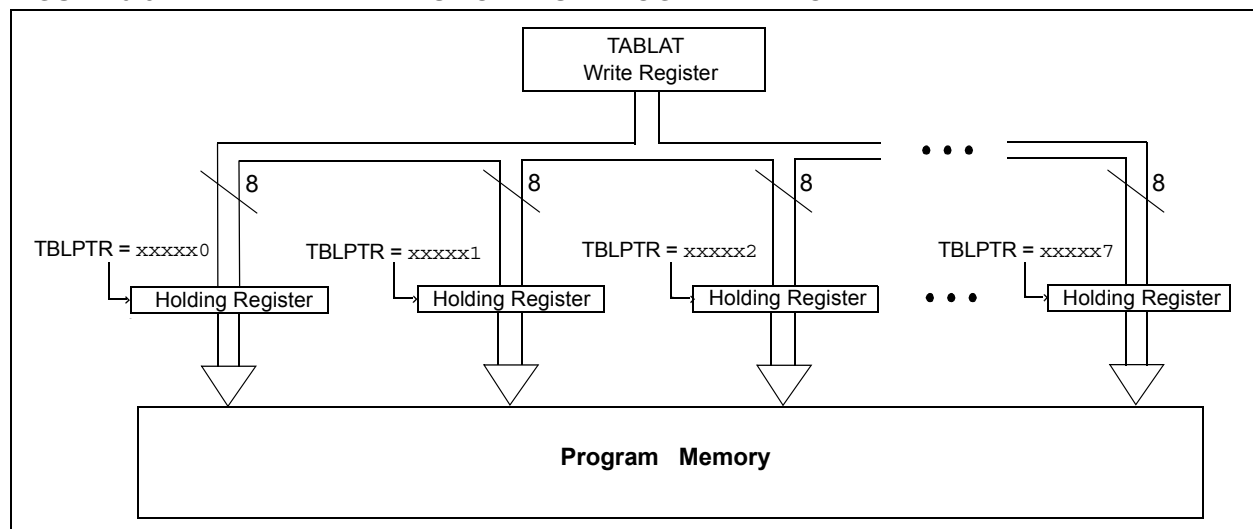 TABLAT
Write Register
8 8 8 8
TBLPTR = xxxxx0 TBLPTR = xxxxx1 TBLPTR = xxxxx2 TBLPTR = xxxxx7
Holding Register Holding Register Holding Register Holding Register
Program Memory